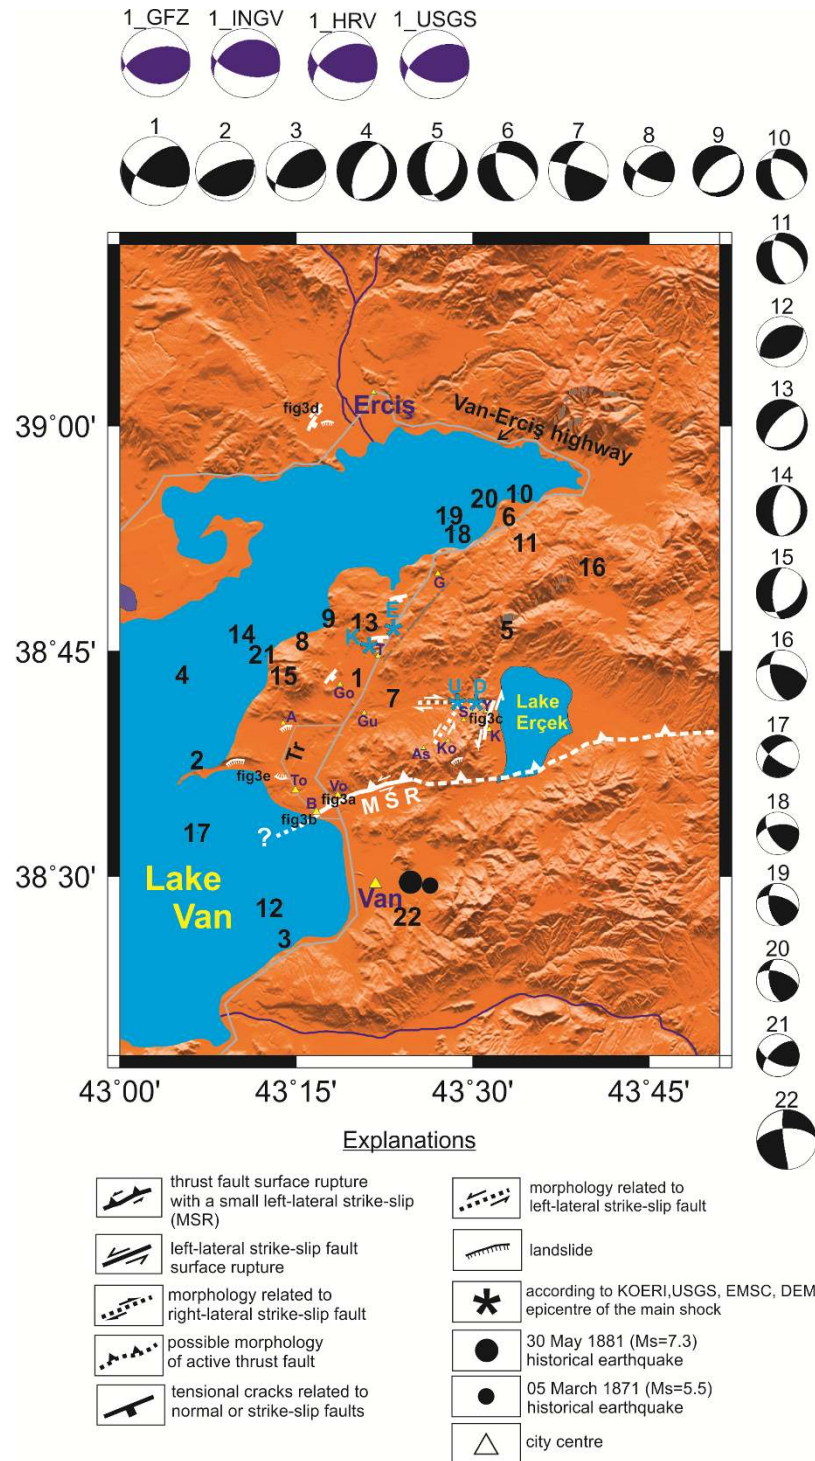 1_GFZ 1_INGV 1_HRV 1_USGS
1 2 3 4 5 6 7 8 9 10
11
12
13
14
15
16
17
18
19
20
21
22
fig3d
Erciş
Van-Erciş highway
39°00'
20 10
19 6
18
11
16
G
E
9 13
K
T
14 8
5
21
38°45'
4 15 1
Go
7
U D
Lake
Erçek
S Y
fig3c
A Gu
K
Ko
As
2
Tr
fig3e
To Vo
fig3a
B
MSR
fig3b
?
17
38°30'
Lake
Van
Van
22
12
3
43°00' 43°15' 43°30' 43°45'
Explanations
thrust fault surface rupture
with a small left-lateral strike-slip
(MSR)
left-lateral strike-slip fault
surface rupture
morphology related to
right-lateral strike-slip fault
possible morphology
of active thrust fault
tensional cracks related to
normal or strike-slip faults
morphology related to
left-lateral strike-slip fault
landslide
according to KOERI,USGS, EMSC, DEM
epicentre of the main shock
30 May 1881 (Ms=7.3)
historical earthquake
05 March 1871 (Ms=5.5)
historical earthquake
city centre